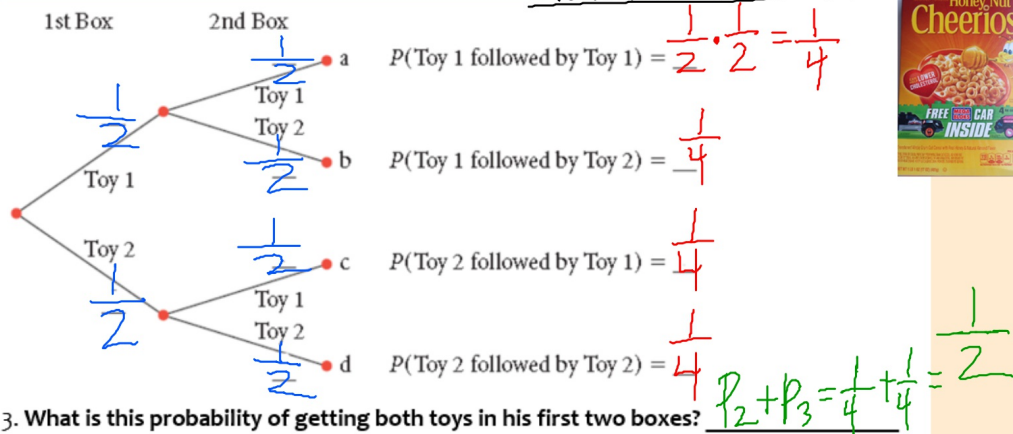 1st Box 2nd Box
1/2
a P(Toy 1 followed by Toy 1) = 1/2 · 1/2 = 1/4
Toy 1
1/2
Toy 2
1/2
b P(Toy 1 followed by Toy 2) = 1/4
Toy 1
Toy 2
1/2
1/2
c P(Toy 2 followed by Toy 1) = 1/4
Toy 1
Toy 2
1/2
d P(Toy 2 followed by Toy 2) = 1/4
3. What is this probability of getting both toys in his first two boxes? P₂+P₃=1/4+1/4=1/2
Honey Nut
Cheerios
LOWER
CHOLESTEROL
FREE CAR
INSIDE